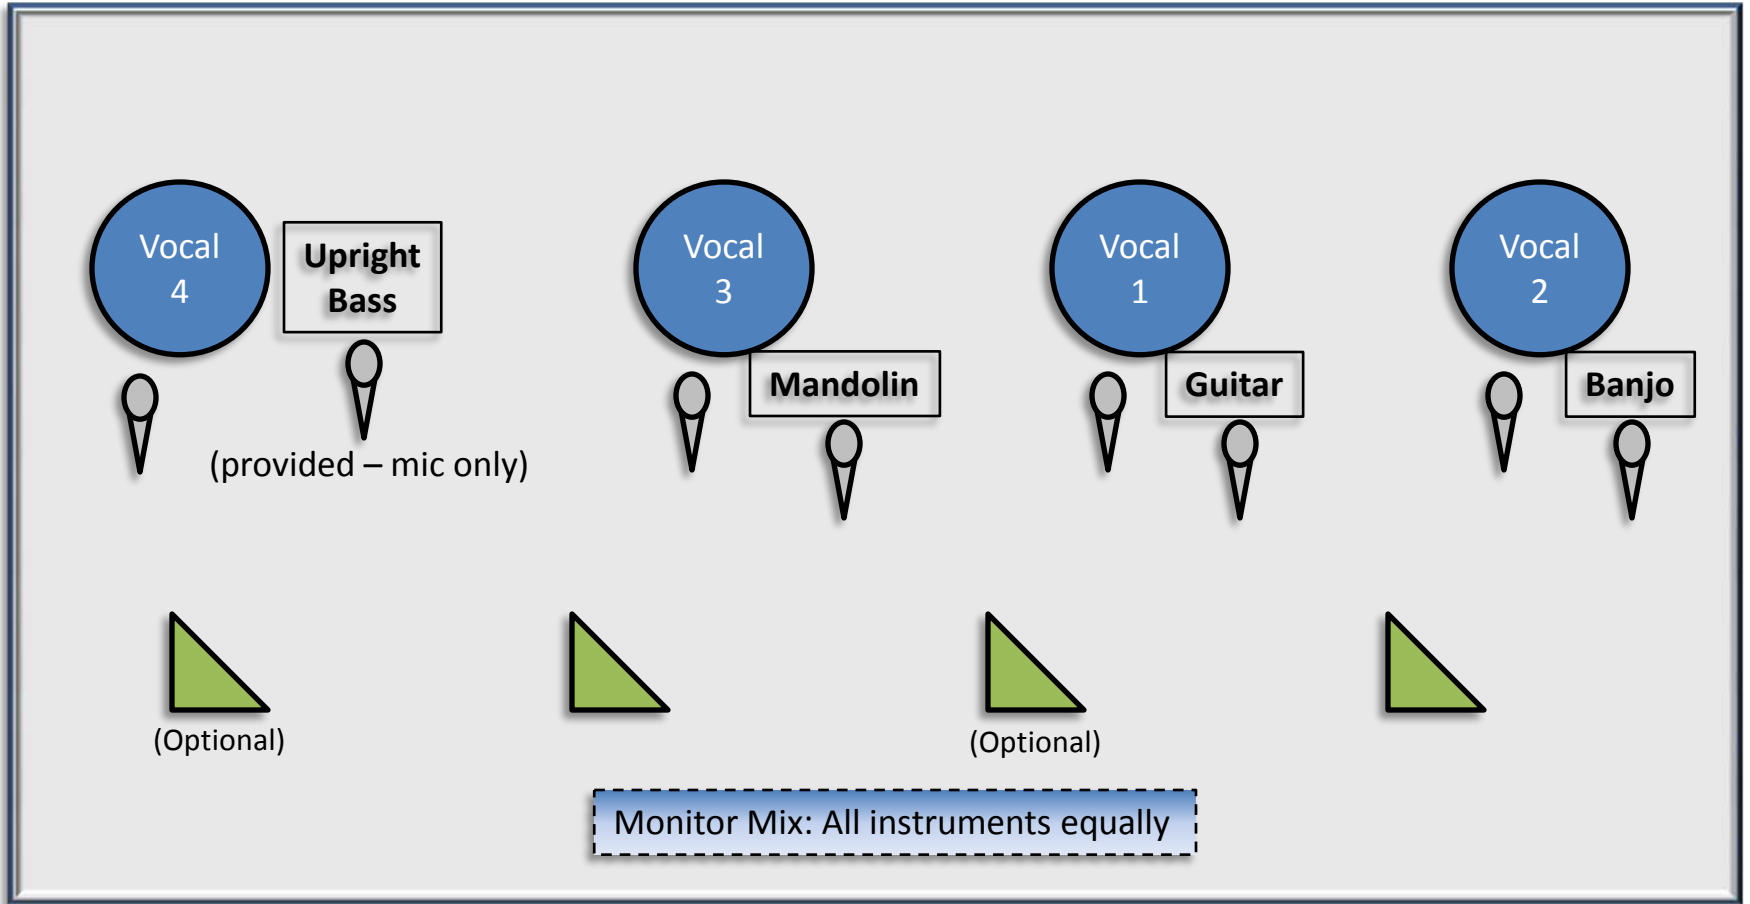 Vocal
4
Upright
Bass
(provided – mic only)
Vocal
3
Mandolin
Vocal
1
Guitar
Vocal
2
Banjo
(Optional)
(Optional)
Monitor Mix: All instruments equally